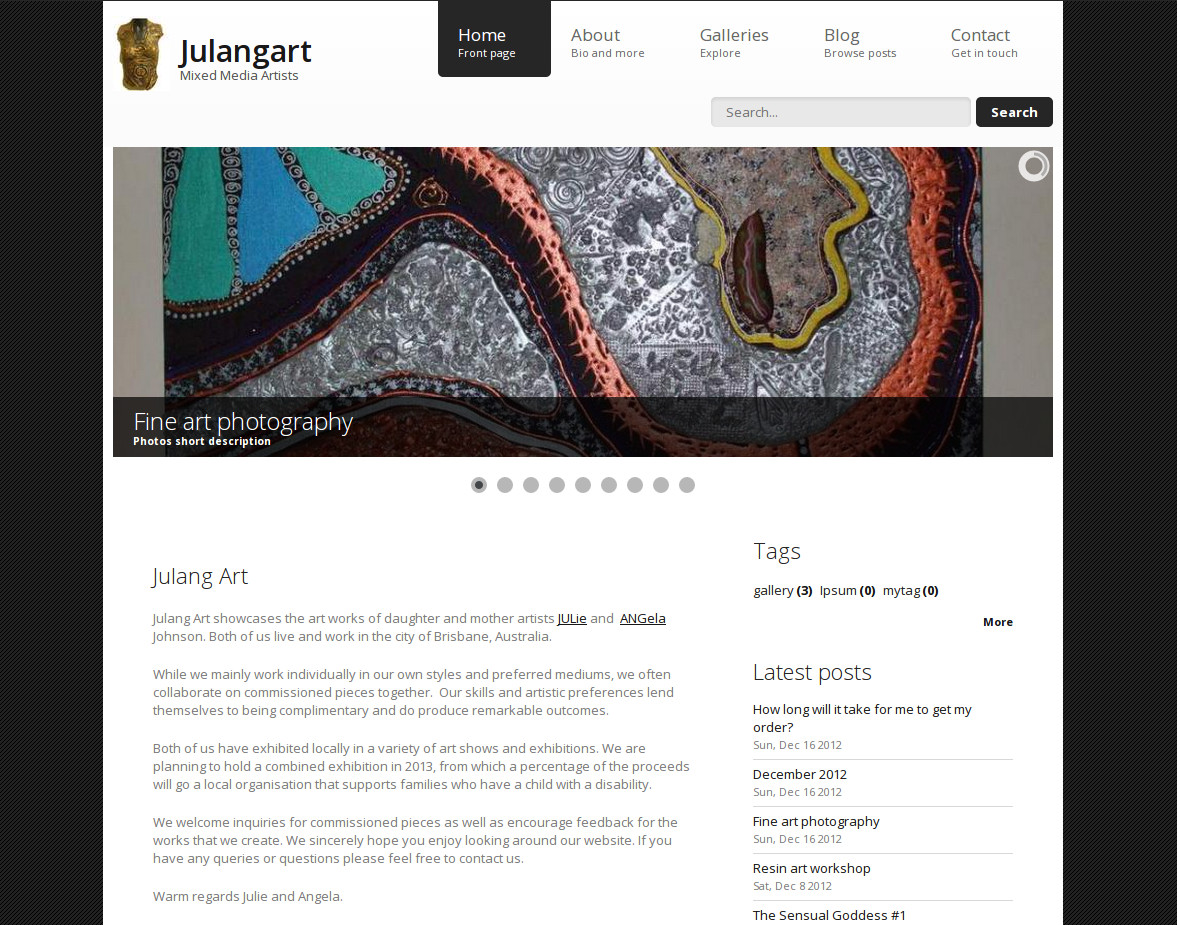 Julangart
Mixed Media Artists
Home
Front page
About
Bio and more
Galleries
Explore
Blog
Browse posts
Contact
Get in touch
Search...
Search
Fine art photography
Photos short description
Julang Art
Julang Art showcases the art works of daughter and mother artists JULie and  ANGela
Johnson. Both of us live and work in the city of Brisbane, Australia.
While we mainly work individually in our own styles and preferred mediums, we often
collaborate on commissioned pieces together.  Our skills and artistic preferences lend
themselves to being complimentary and do produce remarkable outcomes.
Both of us have exhibited locally in a variety of art shows and exhibitions. We are
planning to hold a combined exhibition in 2013, from which a percentage of the proceeds
will go a local organisation that supports families who have a child with a disability.
We welcome inquiries for commissioned pieces as well as encourage feedback for the
works that we create. We sincerely hope you enjoy looking around our website. If you
have any queries or questions please feel free to contact us.
Warm regards Julie and Angela.
Tags
gallery (3) Ipsum (0) mytag (0)
More
Latest posts
How long will it take for me to get my
order?
Sun, Dec 16 2012
December 2012
Sun, Dec 16 2012
Fine art photography
Sun, Dec 16 2012
Resin art workshop
Sat, Dec 8 2012
The Sensual Goddess #1